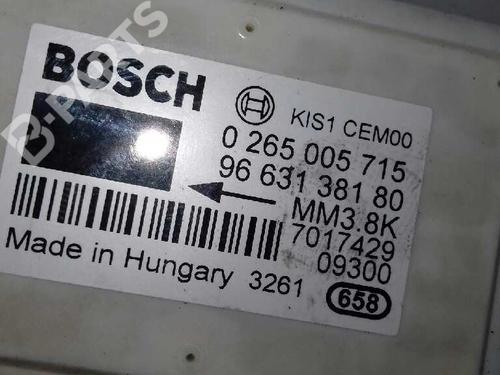 BOSCH
KIS1 CEM00
0 265 005 715
96 631 381 80
MM3.8K
7017429
09300
Made in Hungary 3261
658
B-PARTS